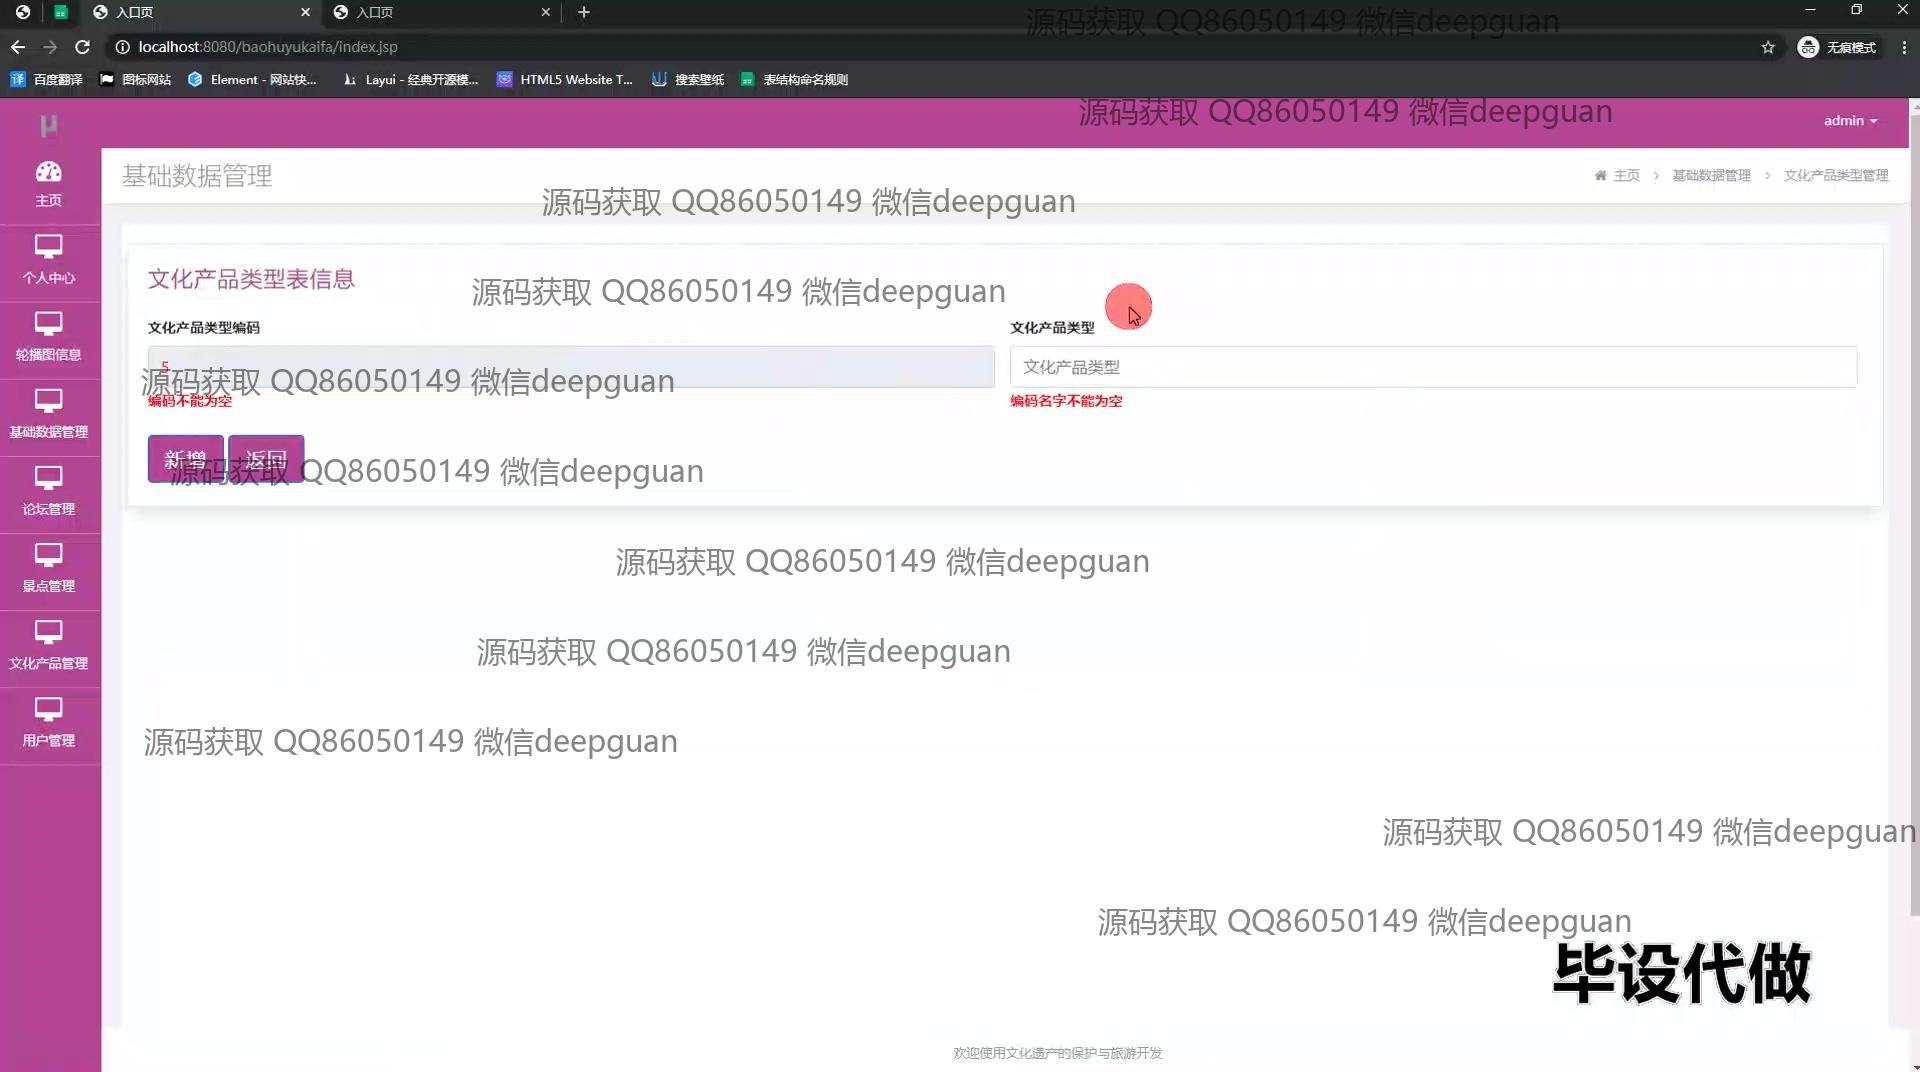 入口页
入口页
源码获取 QQ86050149 微信deepguan
localhost:8080/baohuyukaifa/index.jsp
无痕模式
百度翻译
图标网站
Element - 网站快...
Layui - 经典开源模...
HTML5 Website T...
搜索壁纸
表结构命名规则
源码获取 QQ86050149 微信deepguan
admin
主页
基础数据管理
主页 > 基础数据管理 > 文化产品类型管理
源码获取 QQ86050149 微信deepguan
个人中心
文化产品类型表信息
源码获取 QQ86050149 微信deepguan
文化产品类型编码
文化产品类型
轮播图信息
5
文化产品类型
源码获取 QQ86050149 微信deepguan
编码不能为空
编码名字不能为空
基础数据管理
新增
返回
源码获取 QQ86050149 微信deepguan
论坛管理
源码获取 QQ86050149 微信deepguan
景点管理
源码获取 QQ86050149 微信deepguan
文化产品管理
源码获取 QQ86050149 微信deepguan
用户管理
源码获取 QQ86050149 微信deepguan
源码获取 QQ86050149 微信deepguan
毕设代做
欢迎使用文化遗产的保护与旅游开发